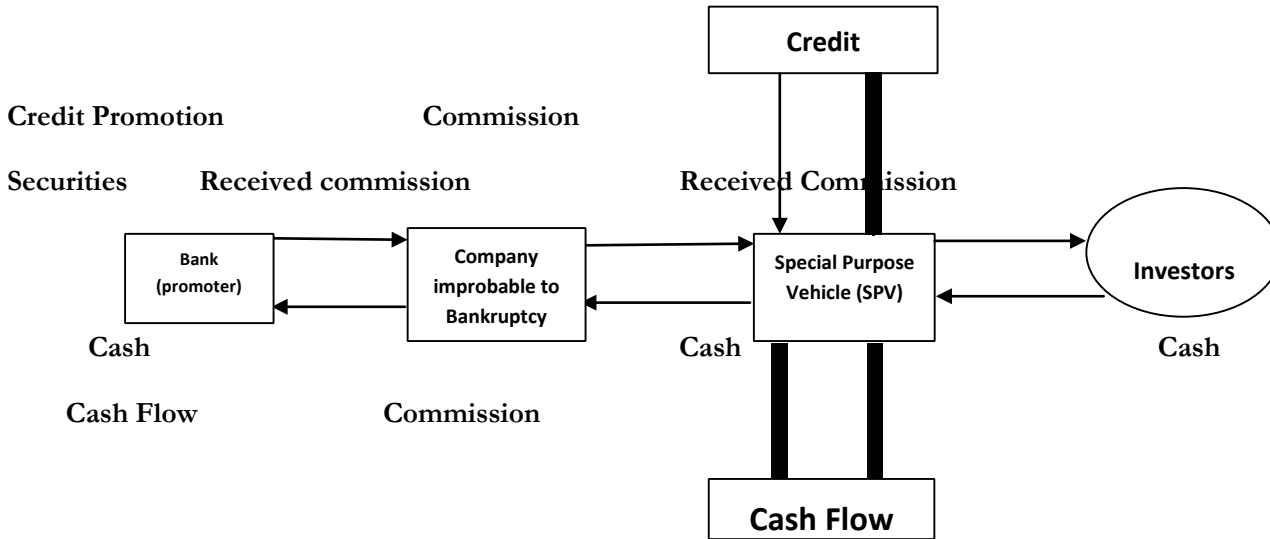 Credit
Credit Promotion Commission
Securities Received commission Received Commission
Bank
(promoter)
Company
improbable to
Bankruptcy
Special Purpose
Vehicle (SPV)
Investors
Cash Cash Cash
Cash Flow Commission
Cash Flow